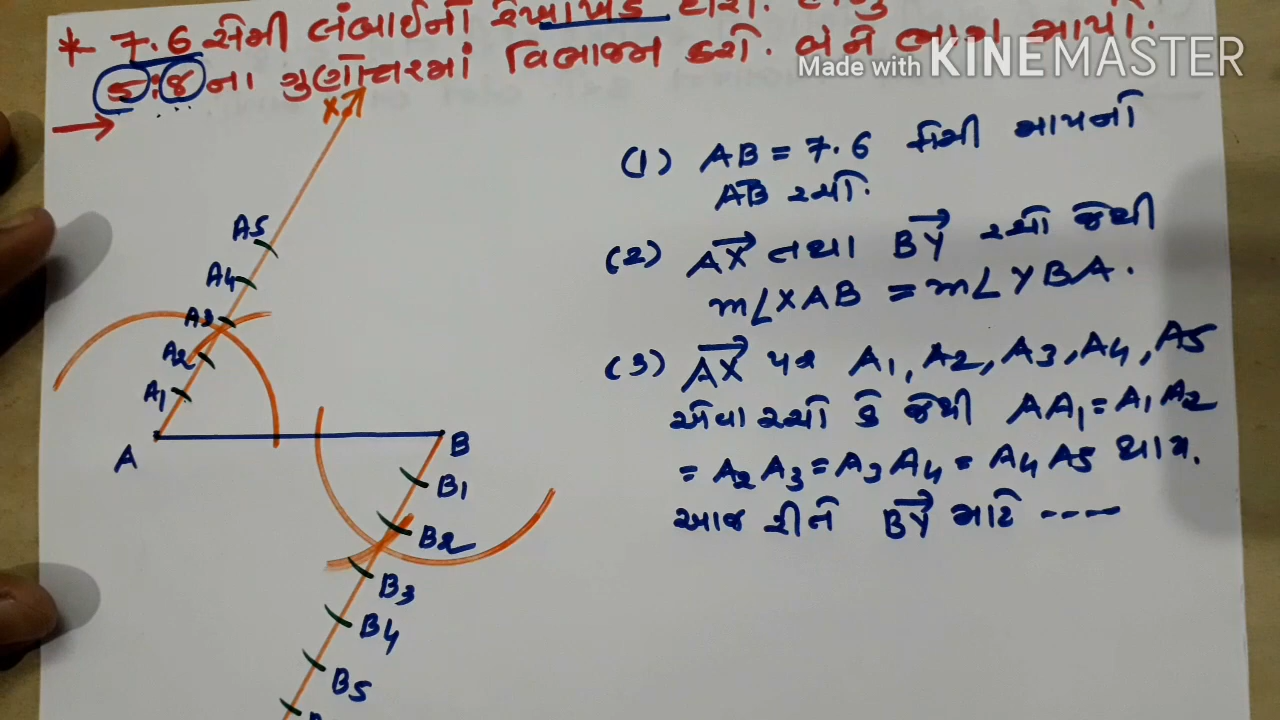 * 7.6 સેમી લંબાઈનો રેખાખંડ દોરો.
૫:૪ ના ગુણોત્તરમાં વિભાજન કરો. બંને ભાગ માપો.
Made with KINEMASTER
X
A5
A4
A3
A2
A1
A
B
B1
B2
B3
B4
B5
(1) AB = 7.6 સેમી માપનો
AB રચો.
(2) AX તથા BY રચો જેથી
m∠XAB = m∠YBA.
(3) AX પર A1, A2, A3, A4, A5
એવા રચો કે જેથી AA1 = A1A2
= A2A3 = A3A4 = A4A5 થાય.
આજ રીતે BY માટે ----